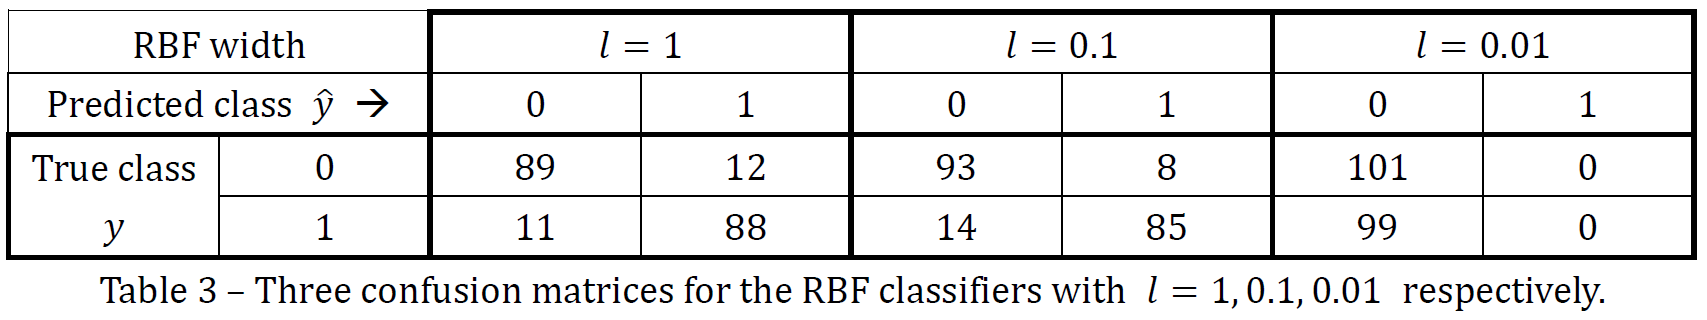 RBF width l = 1 l = 0.1 l = 0.01
Predicted class ŷ → 0 1 0 1 0 1
True class 0 89 12 93 8 101 0
y 1 11 88 14 85 99 0
Table 3 – Three confusion matrices for the RBF classifiers with l = 1, 0.1, 0.01 respectively.